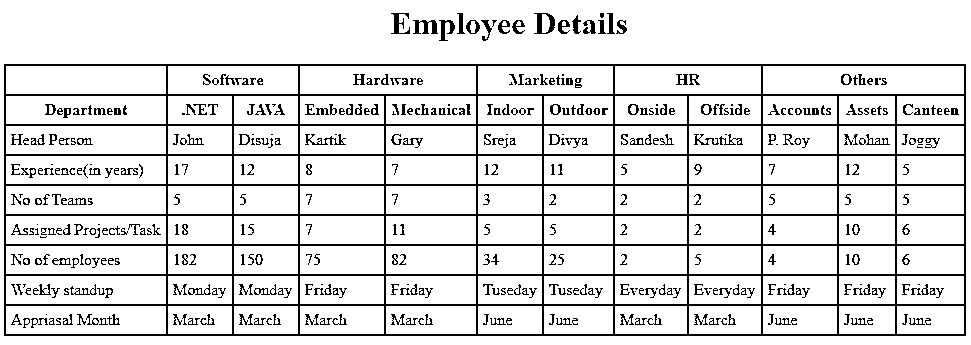 Employee Details
Software Hardware Marketing HR Others
Department .NET JAVA Embedded Mechanical Indoor Outdoor Onside Offside Accounts Assets Canteen
Head Person John Disuja Kartik Gary Sreja Divya Sandesh Krutika P. Roy Mohan Joggy
Experience(in years) 17 12 8 7 12 11 5 9 7 12 5
No of Teams 5 5 7 7 3 2 2 2 5 5 5
Assigned Projects/Task 18 15 7 11 5 5 2 2 4 10 6
No of employees 182 150 75 82 34 25 2 5 4 10 6
Weekly standup Monday Monday Friday Friday Tuseday Tuseday Everyday Everyday Friday Friday Friday
Appriasal Month March March March March June June March March June June June